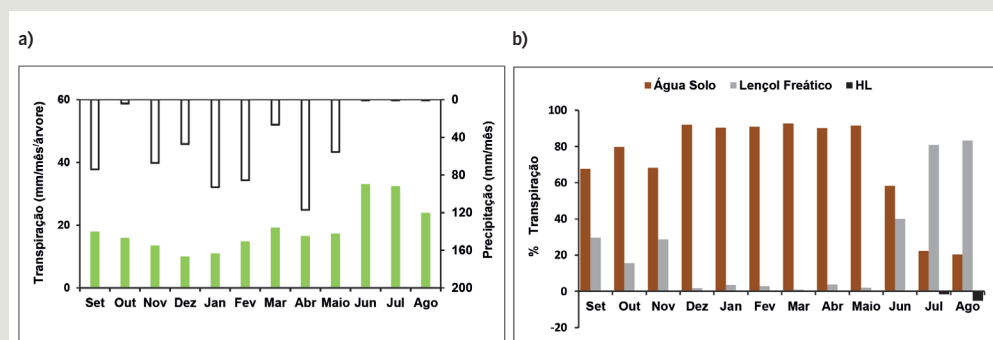 a)
Transpiração (mm/mês/árvore)
60
40
20
0
Set Out Nov Dez Jan Fev Mar Abr Maio Jun Jul Ago
0
40
80
120
160
200
Precipitação (mm/mês)
b)
Água Solo Lençol Freático HL
% Transpiração
100
80
60
40
20
0
-20
Set Out Nov Dez Jan Fev Mar Abr Maio Jun Jul Ago